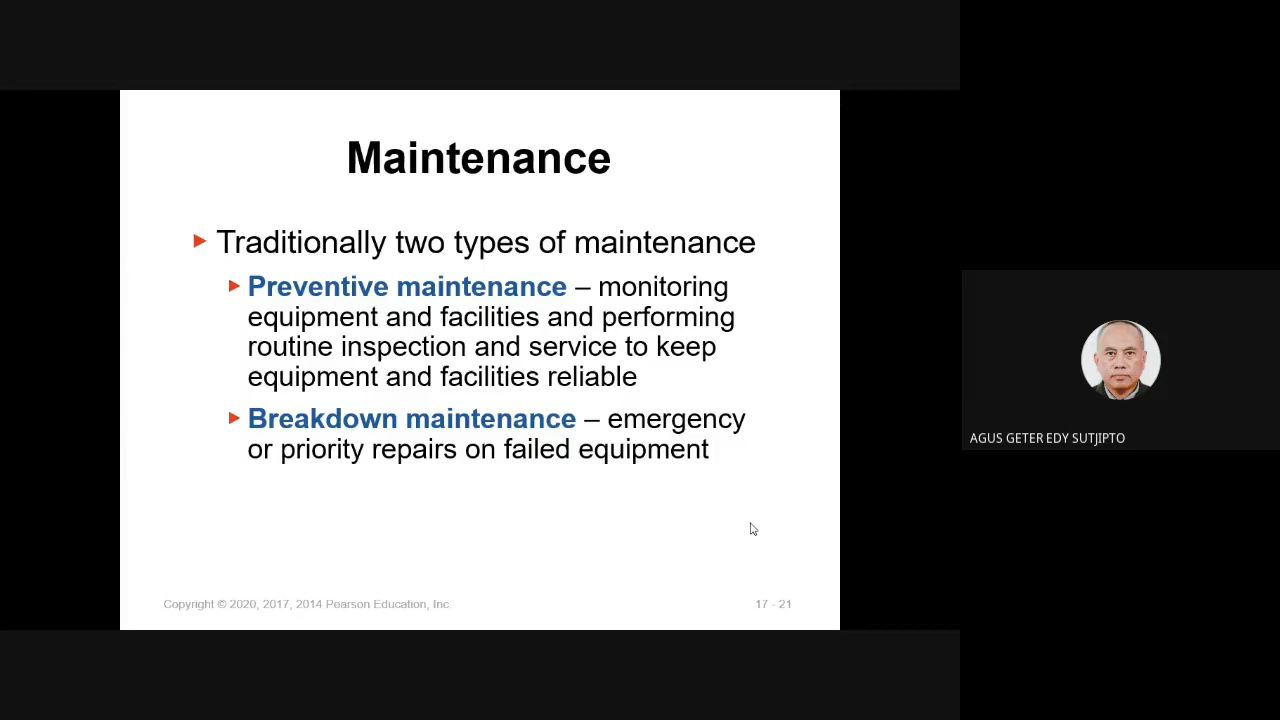 Maintenance
Traditionally two types of maintenance
Preventive maintenance – monitoring
equipment and facilities and performing
routine inspection and service to keep
equipment and facilities reliable
Breakdown maintenance – emergency
or priority repairs on failed equipment
Copyright © 2020, 2017, 2014 Pearson Education, Inc.
17 - 21
AGUS GETER EDY SUTJIPTO